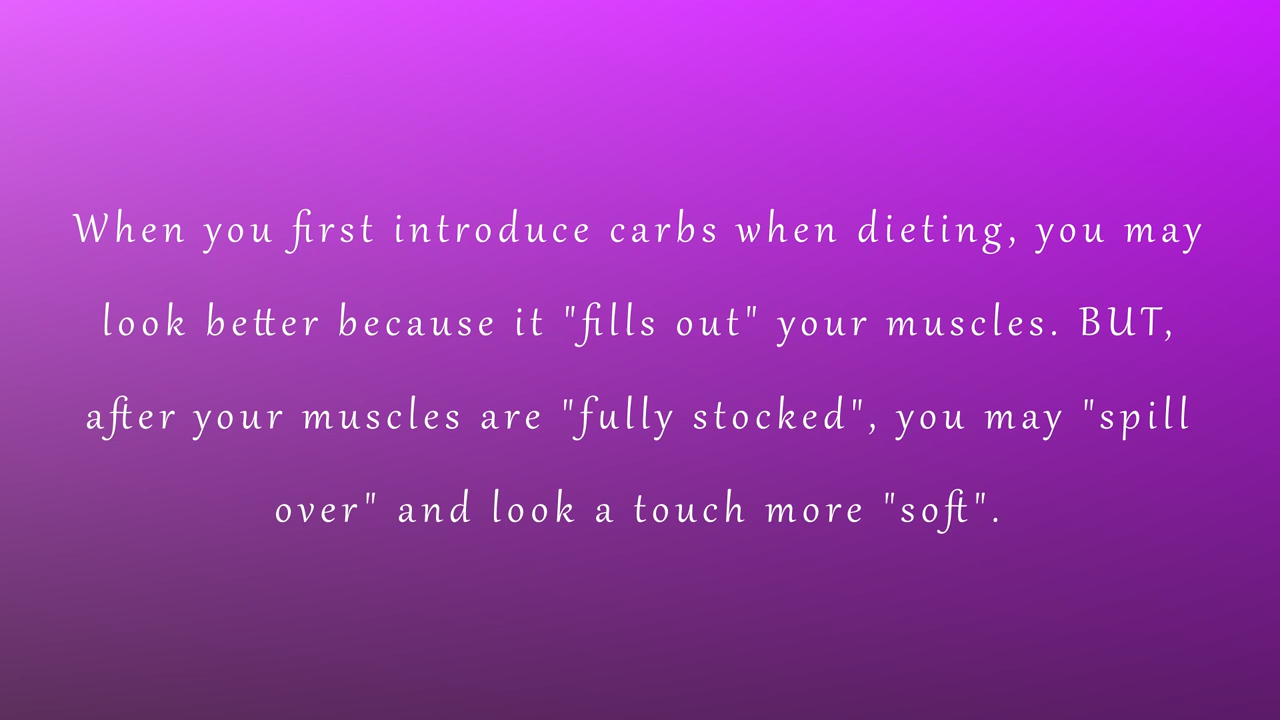 When you first introduce carbs when dieting, you may
look better because it "fills out" your muscles. BUT,
after your muscles are "fully stocked", you may "spill
over" and look a touch more "soft".